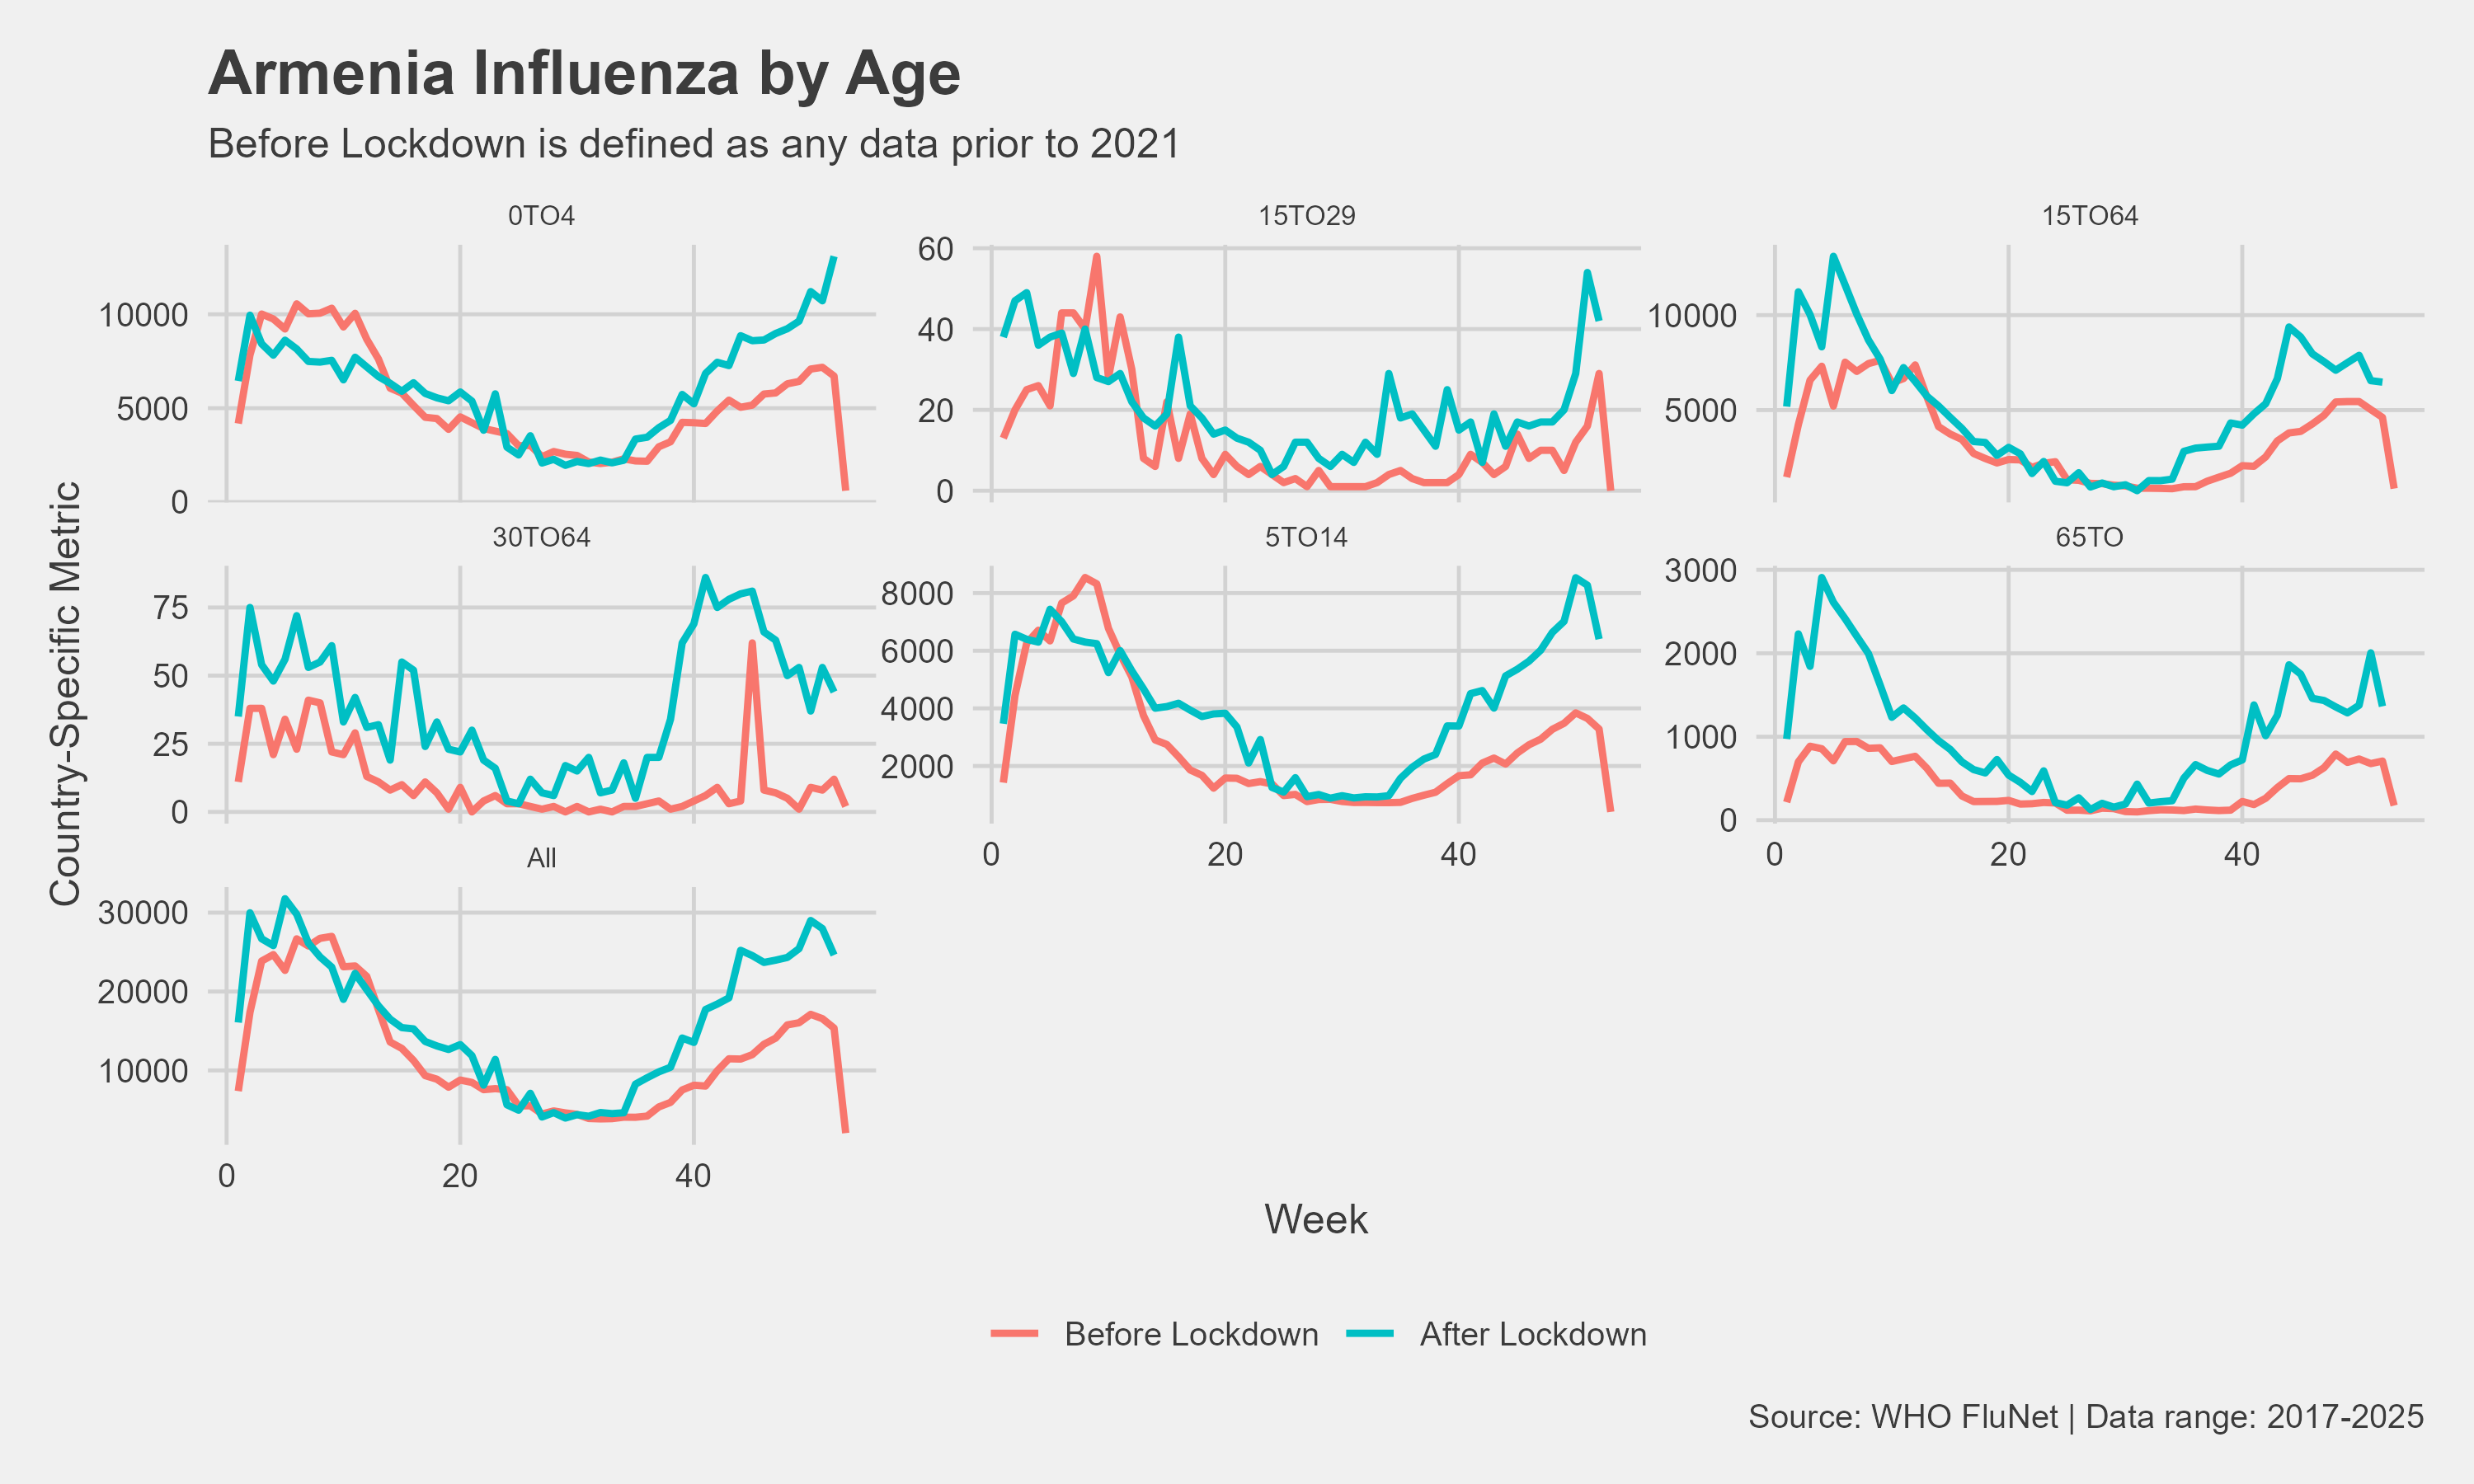 Armenia Influenza by Age
Before Lockdown is defined as any data prior to 2021
0TO4
15TO29
15TO64
10000
5000
0
60
40
20
0
10000
5000
Country-Specific Metric
30TO64
5TO14
65TO
75
50
25
0
8000
6000
4000
2000
3000
2000
1000
0
0
20
40
0
20
40
All
30000
20000
10000
0
20
40
Week
Before Lockdown
After Lockdown
Source: WHO FluNet | Data range: 2017-2025